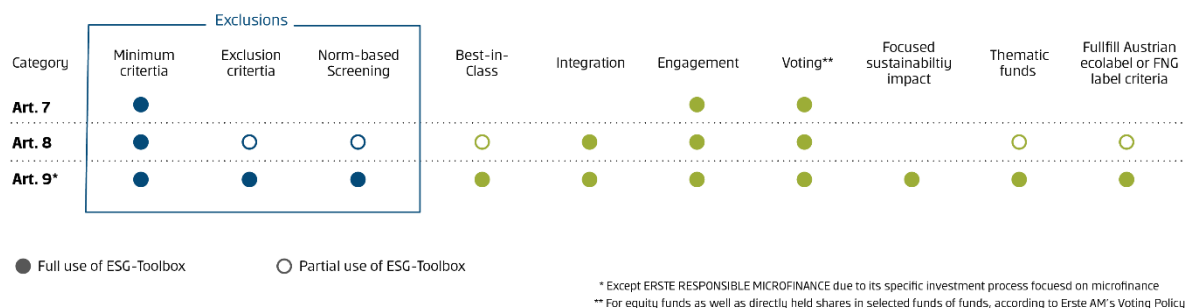 Exclusions
Category
Minimum
critertia
Exclusion
critertia
Norm-based
Screening
Best-in-
Class
Integration
Engagement
Voting**
Focused
sustainabiltiy
impact
Thematic
funds
Fullfill Austrian
ecolabel or FNG
label criteria
Art. 7
Art. 8
Art. 9*
Full use of ESG-Toolbox
Partial use of ESG-Toolbox
* Except ERSTE RESPONSIBLE MICROFINANCE due to its specific investment process focuesd on microfinance
** For equity funds as well as directly held shares in selected funds of funds, according to Erste AM's Voting Policy